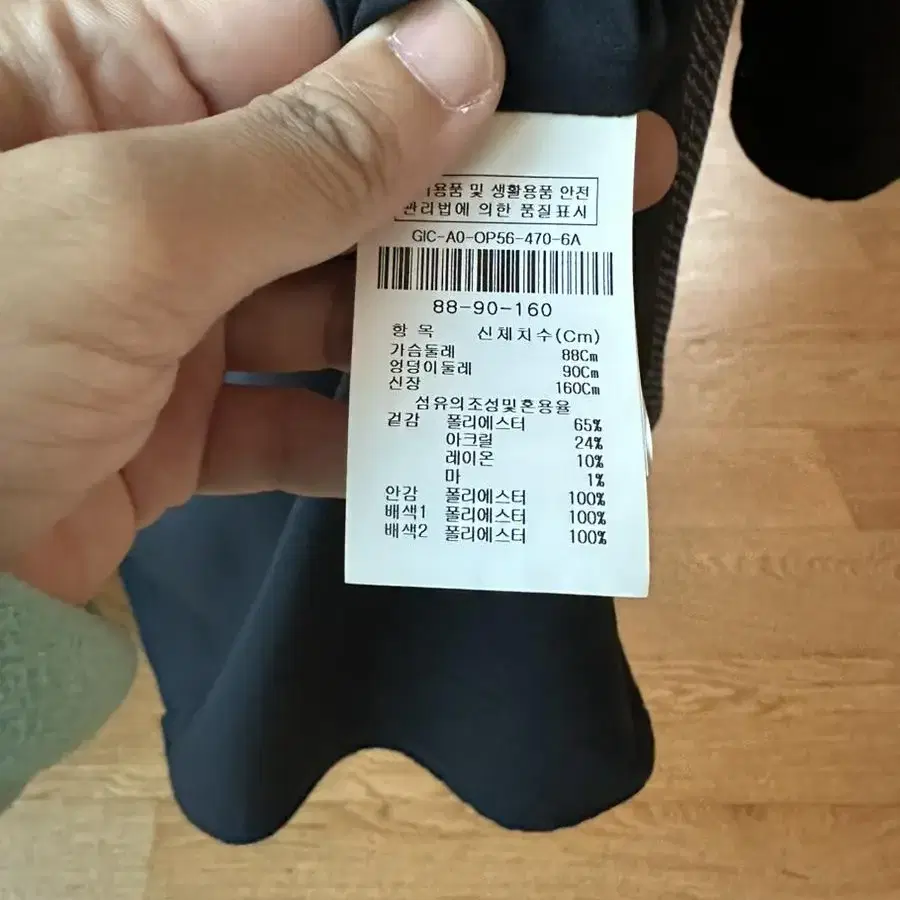 용품 및 생활용품 안전
관리법에 의한 품질표시
GIC-A0-OP56-470-6A
88-90-160
항 목 신체치수(Cm)
가슴둘레 88Cm
엉덩이둘레 90Cm
신장 160Cm
섬유의조성및혼용율
겉감 폴리에스터 65%
아크릴 24%
레이온 10%
마 1%
안감 폴리에스터 100%
배색1 폴리에스터 100%
배색2 폴리에스터 100%